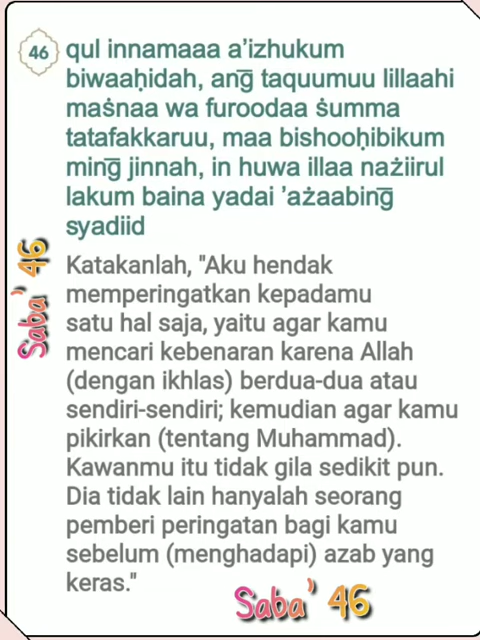 46
qul innamaaa a’izhukum
biwaaḥidah, ang̅ taquumuu lillaahi
maṡnaa wa furoodaa ṡumma
tatafakkaruu, maa bishooḥibikum
ming̅ jinnah, in huwa illaa nażiirul
lakum baina yadai ’ażaabing̅
syadiid
Saba’ 46
Katakanlah, "Aku hendak
memperingatkan kepadamu
satu hal saja, yaitu agar kamu
mencari kebenaran karena Allah
(dengan ikhlas) berdua-dua atau
sendiri-sendiri; kemudian agar kamu
pikirkan (tentang Muhammad).
Kawanmu itu tidak gila sedikit pun.
Dia tidak lain hanyalah seorang
pemberi peringatan bagi kamu
sebelum (menghadapi) azab yang
keras."
Saba’ 46